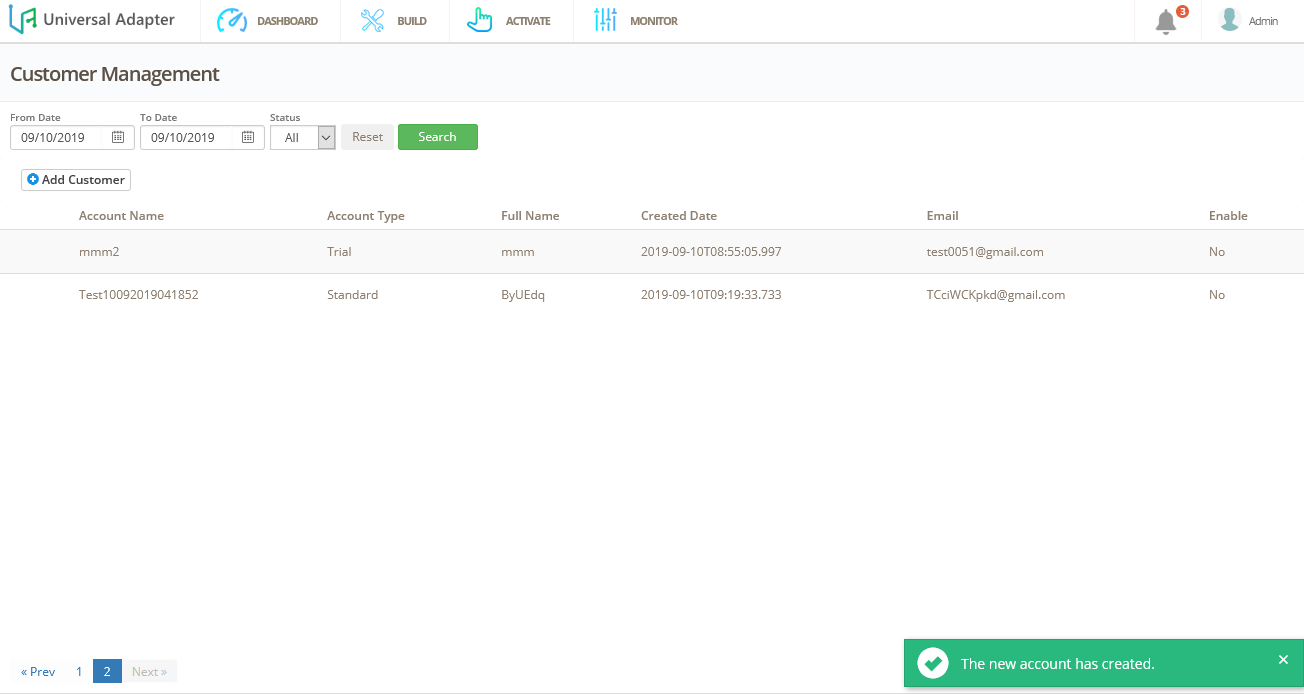 Universal Adapter DASHBOARD BUILD ACTIVATE MONITOR 3 Admin
Customer Management
From Date To Date Status
09/10/2019 09/10/2019 All Reset Search
Add Customer
Account Name Account Type Full Name Created Date Email Enable
mmm2 Trial mmm 2019-09-10T08:55:05.997 test0051@gmail.com No
Test10092019041852 Standard ByUEdq 2019-09-10T09:19:33.733 TCciWCKpkd@gmail.com No
« Prev 1 2 Next »
The new account has created. ×